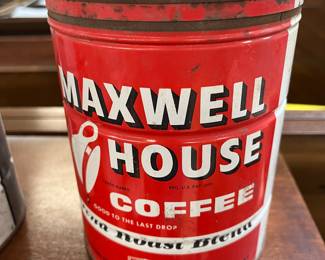 MAXWELL
HOUSE
COFFEE
GOOD TO THE LAST DROP
Roast Blend